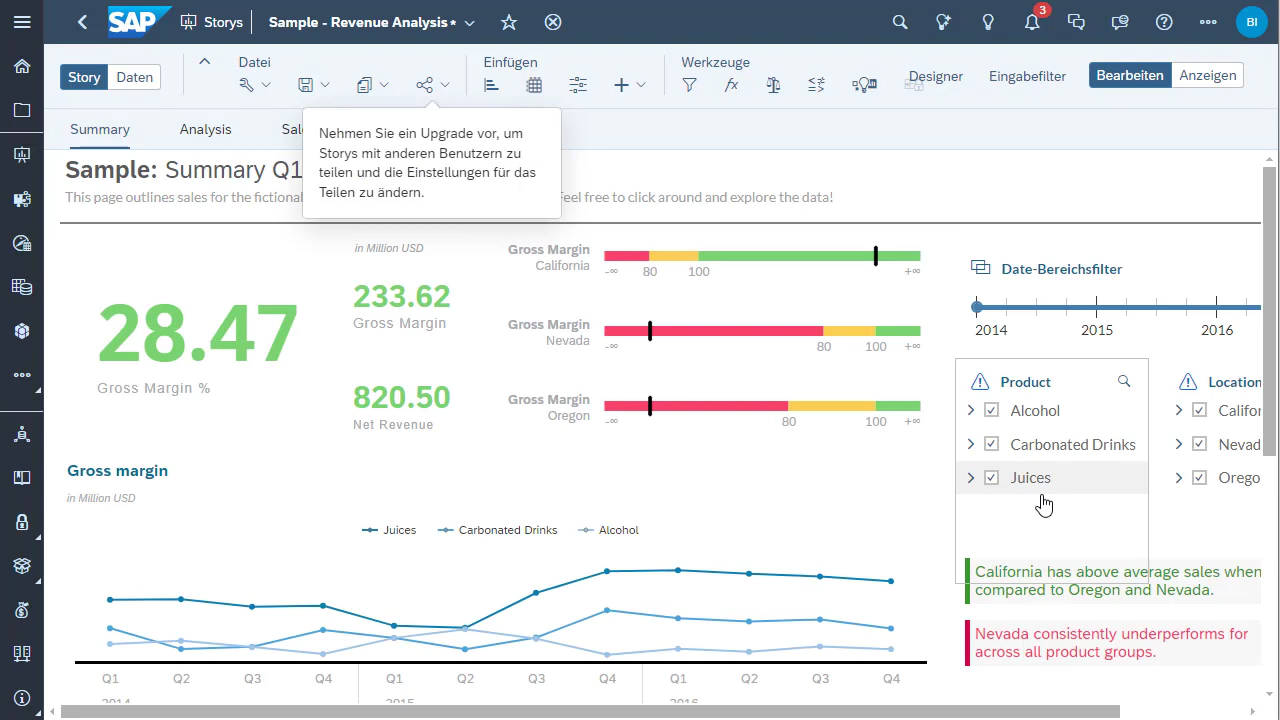 SAP
Storys
Sample - Revenue Analysis *
3
BI
Story
Daten
Datei
Einfügen
Werkzeuge
Designer
Eingabefilter
Bearbeiten
Anzeigen
Summary
Analysis
Nehmen Sie ein Upgrade vor, um
Storys mit anderen Benutzern zu
teilen und die Einstellungen für das
Teilen zu ändern.
Sample: Summary Q1
This page outlines sales for the fictional
Feel free to click around and explore the data!
28.47
Gross Margin %
in Million USD
233.62
Gross Margin
820.50
Net Revenue
Gross Margin
California
-∞ 80 100 +∞
Gross Margin
Nevada
-∞ 80 100 +∞
Gross Margin
Oregon
-∞ 80 100 +∞
Date-Bereichsfilter
2014 2015 2016
Product
Alcohol
Carbonated Drinks
Juices
Location
Califor
Nevad
Orego
Gross margin
in Million USD
Juices Carbonated Drinks Alcohol
Q1 Q2 Q3 Q4 Q1 Q2 Q3 Q4 Q1 Q2 Q3 Q4
2014 2015 2016
California has above average sales when
compared to Oregon and Nevada.
Nevada consistently underperforms for
across all product groups.